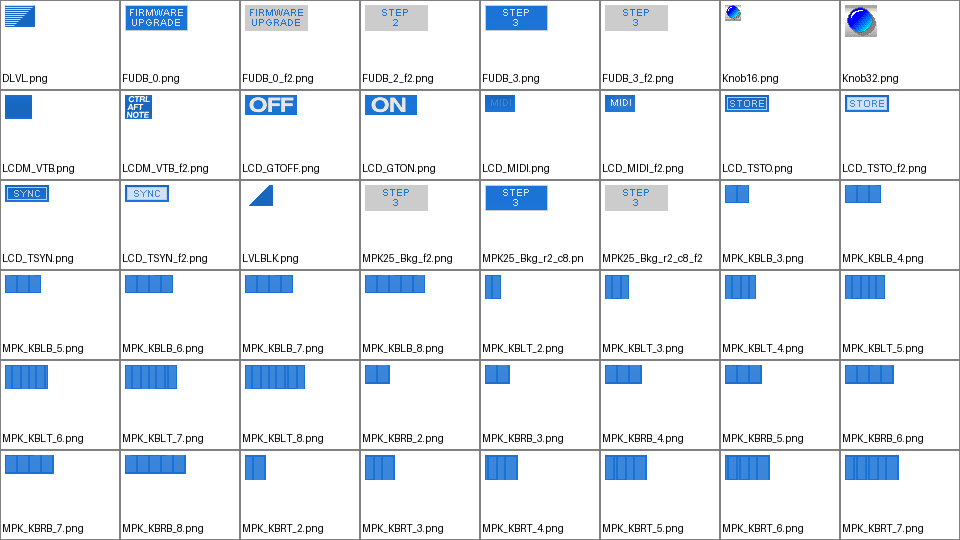 FIRMWARE
UPGRADE
FIRMWARE
UPGRADE
STEP
2
STEP
3
STEP
3
DLVL.png
FUDB_0.png
FUDB_0_f2.png
FUDB_2_f2.png
FUDB_3.png
FUDB_3_f2.png
Knob16.png
Knob32.png
CTRL
AFT
NOTE
OFF
ON
MIDI
MIDI
STORE
STORE
LCDM_VTB.png
LCDM_VTB_f2.png
LCD_GTOFF.png
LCD_GTON.png
LCD_MIDI.png
LCD_MIDI_f2.png
LCD_TSTO.png
LCD_TSTO_f2.png
SYNC
SYNC
STEP
3
STEP
3
STEP
3
LCD_TSYN.png
LCD_TSYN_f2.png
LVLBLK.png
MPK25_Bkg_f2.png
MPK25_Bkg_r2_c8.pn
MPK25_Bkg_r2_c8_f2
MPK_KBLB_3.png
MPK_KBLB_4.png
MPK_KBLB_5.png
MPK_KBLB_6.png
MPK_KBLB_7.png
MPK_KBLB_8.png
MPK_KBLT_2.png
MPK_KBLT_3.png
MPK_KBLT_4.png
MPK_KBLT_5.png
MPK_KBLT_6.png
MPK_KBLT_7.png
MPK_KBLT_8.png
MPK_KBRB_2.png
MPK_KBRB_3.png
MPK_KBRB_4.png
MPK_KBRB_5.png
MPK_KBRB_6.png
MPK_KBRB_7.png
MPK_KBRB_8.png
MPK_KBRT_2.png
MPK_KBRT_3.png
MPK_KBRT_4.png
MPK_KBRT_5.png
MPK_KBRT_6.png
MPK_KBRT_7.png